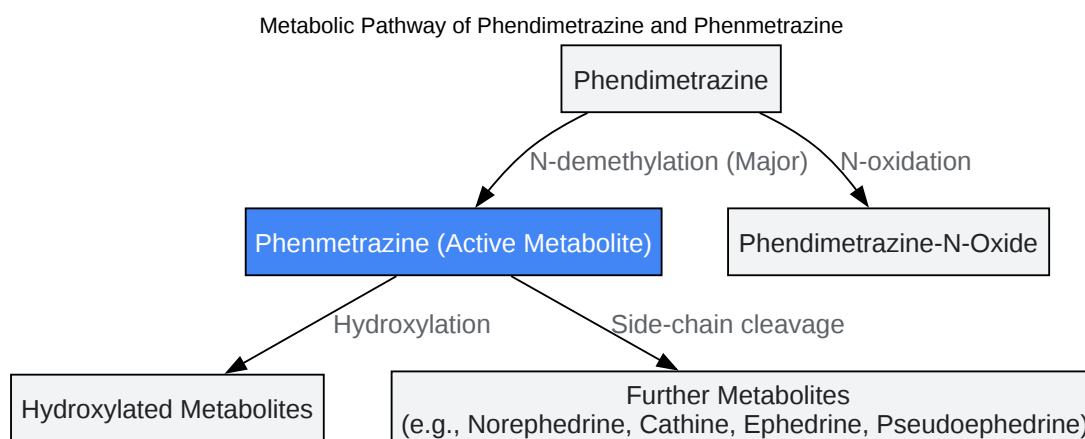 Metabolic Pathway of Phendimetrazine and Phenmetrazine
Phendimetrazine
N-demethylation (Major)
N-oxidation
Phenmetrazine (Active Metabolite)
Phendimetrazine-N-Oxide
Hydroxylation
Side-chain cleavage
Hydroxylated Metabolites
Further Metabolites
(e.g., Norephedrine, Cathine, Ephedrine, Pseudoephedrine)